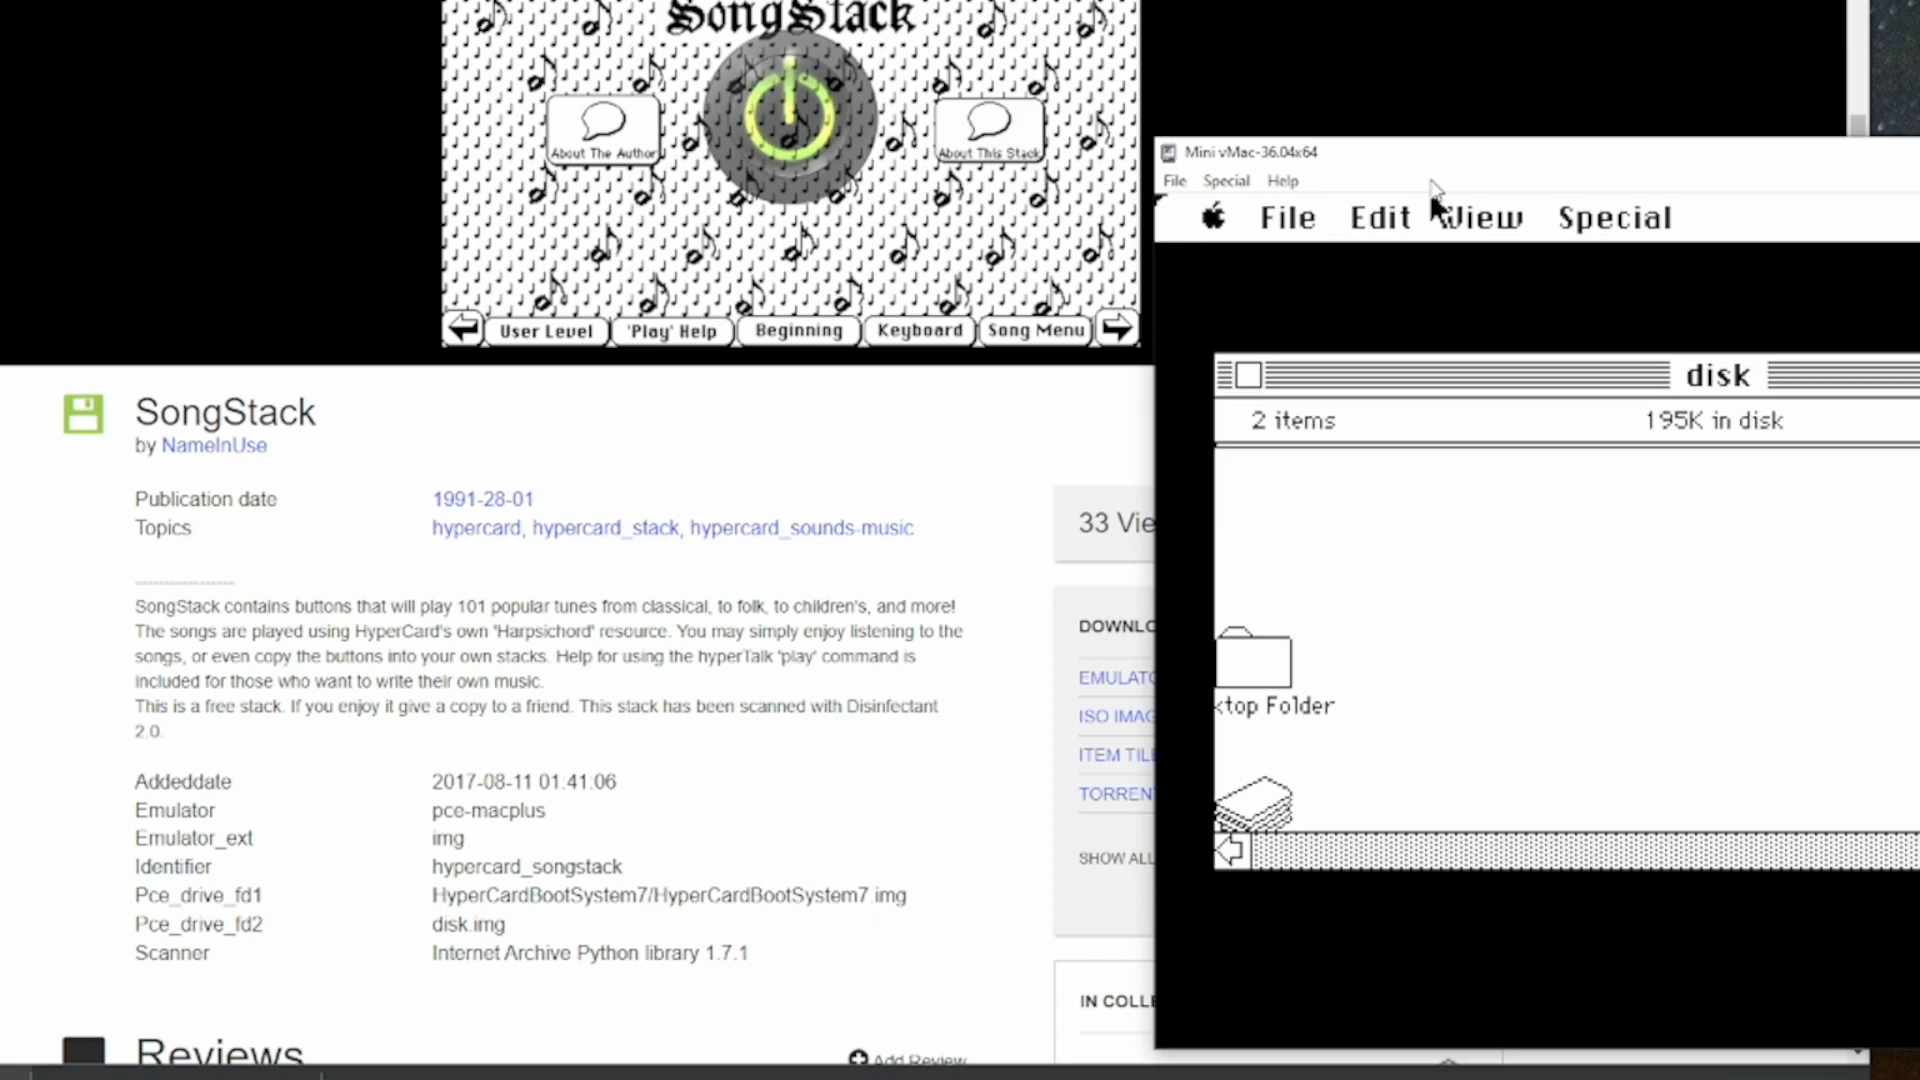 SongStack
About The Author
About This Stack
User Level
'Play' Help
Beginning
Keyboard
Song Menu
SongStack
by NameInUse
Publication date 1991-28-01
Topics hypercard, hypercard_stack, hypercard_sounds-music
----------------
SongStack contains buttons that will play 101 popular tunes from classical, to folk, to children's, and more!
The songs are played using HyperCard's own 'Harpsichord' resource. You may simply enjoy listening to the
songs, or even copy the buttons into your own stacks. Help for using the hyperTalk 'play' command is
included for those who want to write their own music.
This is a free stack. If you enjoy it give a copy to a friend. This stack has been scanned with Disinfectant
2.0.
Addeddate 2017-08-11 01:41:06
Emulator pce-macplus
Emulator_ext img
Identifier hypercard_songstack
Pce_drive_fd1 HyperCardBootSystem7/HyperCardBootSystem7.img
Pce_drive_fd2 disk.img
Scanner Internet Archive Python library 1.7.1
Reviews
Add Review
33 Vie
DOWNLO
EMULATO
ISO IMAG
ITEM TILE
TORREN
SHOW ALL
IN COLLE
Mini vMac-36.04x64
File Special Help
File Edit View Special
disk
2 items 195K in disk
ktop Folder